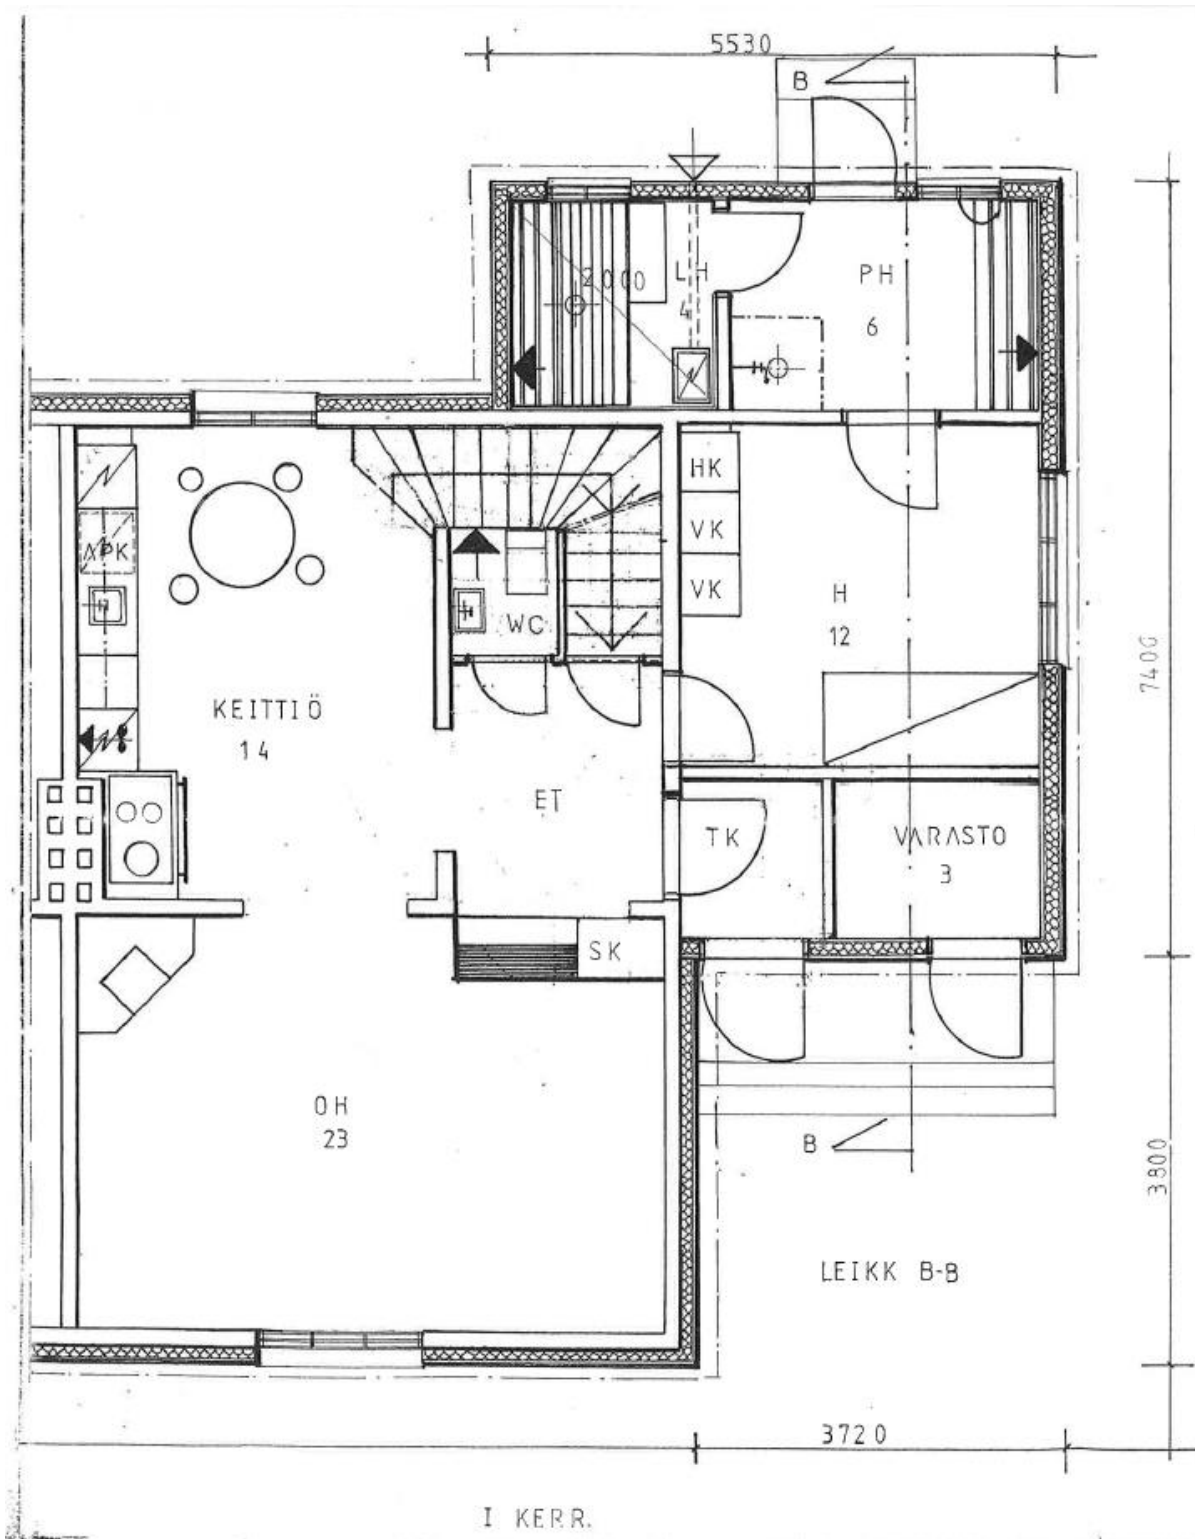 5530
B
2000
LH
4
PH
6
HK
APK
VK
VK
H
12
WC
7400
KEITTIÖ
14
ET
TK
VARASTO
3
SK
OH
23
B
3800
LEIKK B-B
3720
I KERR.